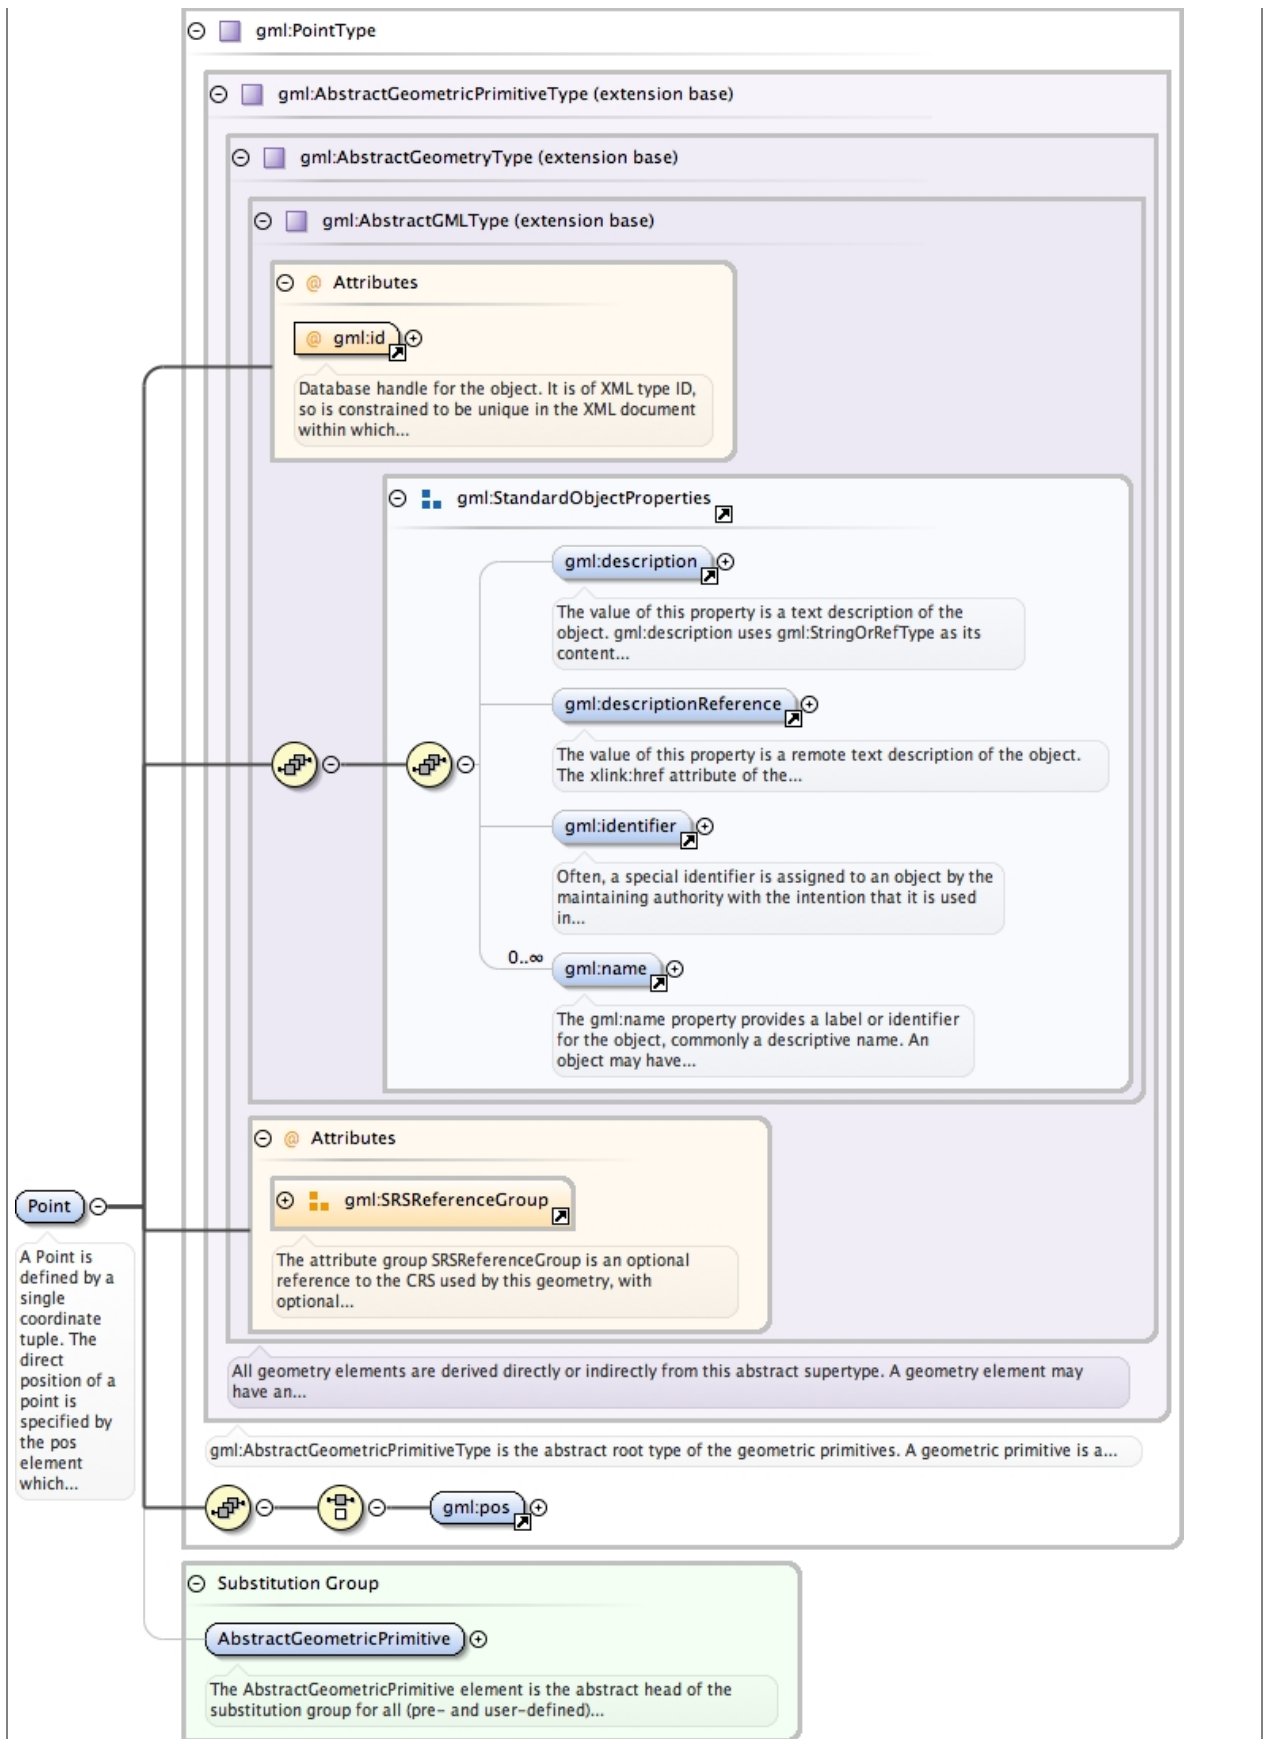 gml:PointType
gml:AbstractGeometricPrimitiveType (extension base)
gml:AbstractGeometryType (extension base)
gml:AbstractGMLType (extension base)
@ Attributes
@ gml:id
Database handle for the object. It is of XML type ID,
so is constrained to be unique in the XML document
within which...
gml:StandardObjectProperties
gml:description
The value of this property is a text description of the
object. gml:description uses gml:StringOrRefType as its
content...
gml:descriptionReference
The value of this property is a remote text description of the object.
The xlink:href attribute of the...
gml:identifier
Often, a special identifier is assigned to an object by the
maintaining authority with the intention that it is used
in...
0..∞
gml:name
The gml:name property provides a label or identifier
for the object, commonly a descriptive name. An
object may have...
@ Attributes
gml:SRSReferenceGroup
The attribute group SRSReferenceGroup is an optional
reference to the CRS used by this geometry, with
optional...
Point
A Point is
defined by a
single
coordinate
tuple. The
direct
position of a
point is
specified by
the pos
element
which...
All geometry elements are derived directly or indirectly from this abstract supertype. A geometry element may
have an...
gml:AbstractGeometricPrimitiveType is the abstract root type of the geometric primitives. A geometric primitive is a...
gml:pos
Substitution Group
AbstractGeometricPrimitive
The AbstractGeometricPrimitive element is the abstract head of the
substitution group for all (pre- and user-defined)...